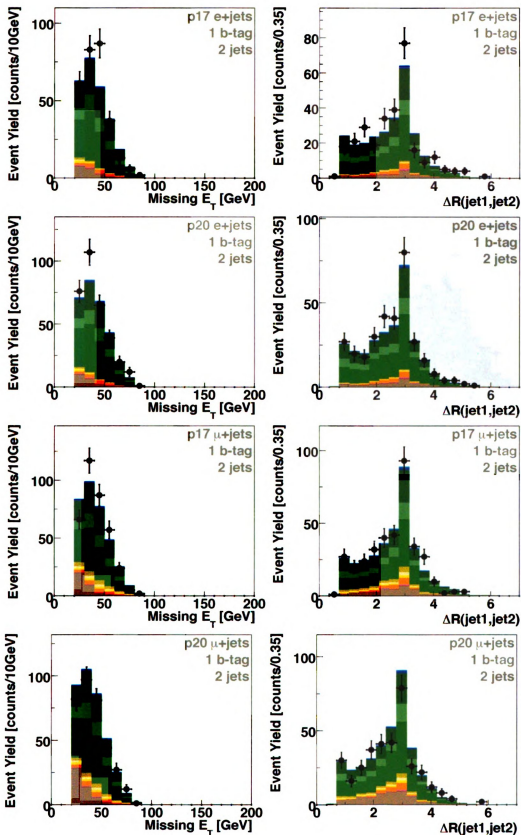 p17 e+jets
1 b-tag
2 jets
Event Yield [counts/10GeV]
100
50
0
0 50 100 150 200
Missing E_T [GeV]
p17 e+jets
1 b-tag
2 jets
Event Yield [counts/0.35]
80
60
40
20
0
0 2 4 6
ΔR(jet1,jet2)
p20 e+jets
1 b-tag
2 jets
Event Yield [counts/10GeV]
100
50
0
0 50 100 150 200
Missing E_T [GeV]
p20 e+jets
1 b-tag
2 jets
Event Yield [counts/0.35]
100
50
0
0 2 4 6
ΔR(jet1,jet2)
p17 μ+jets
1 b-tag
2 jets
Event Yield [counts/10GeV]
100
50
0
0 50 100 150 200
Missing E_T [GeV]
p17 μ+jets
1 b-tag
2 jets
Event Yield [counts/0.35]
100
50
0
0 2 4 6
ΔR(jet1,jet2)
p20 μ+jets
1 b-tag
2 jets
Event Yield [counts/10GeV]
100
50
0
0 50 100 150 200
Missing E_T [GeV]
p20 μ+jets
1 b-tag
2 jets
Event Yield [counts/0.35]
100
50
0
0 2 4 6
ΔR(jet1,jet2)